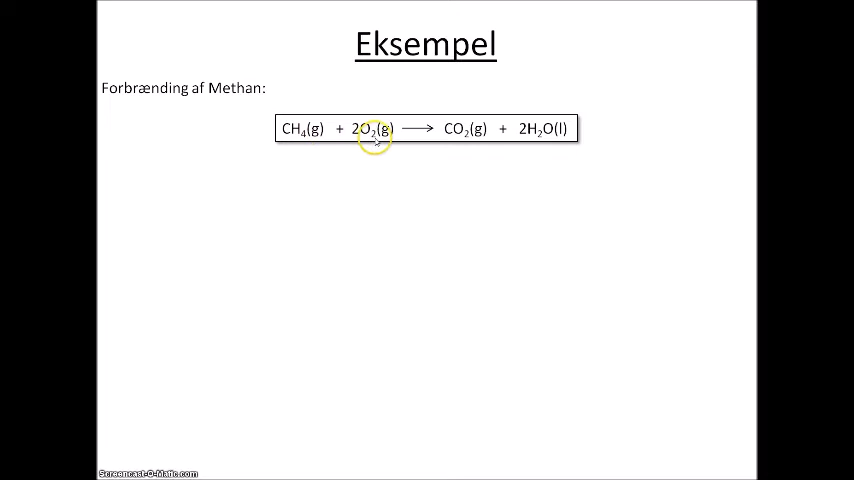 Eksempel
Forbrænding af Methan:
CH₄(g) + 2O₂(g) ⟶ CO₂(g) + 2H₂O(l)
Screencast-O-Matic.com